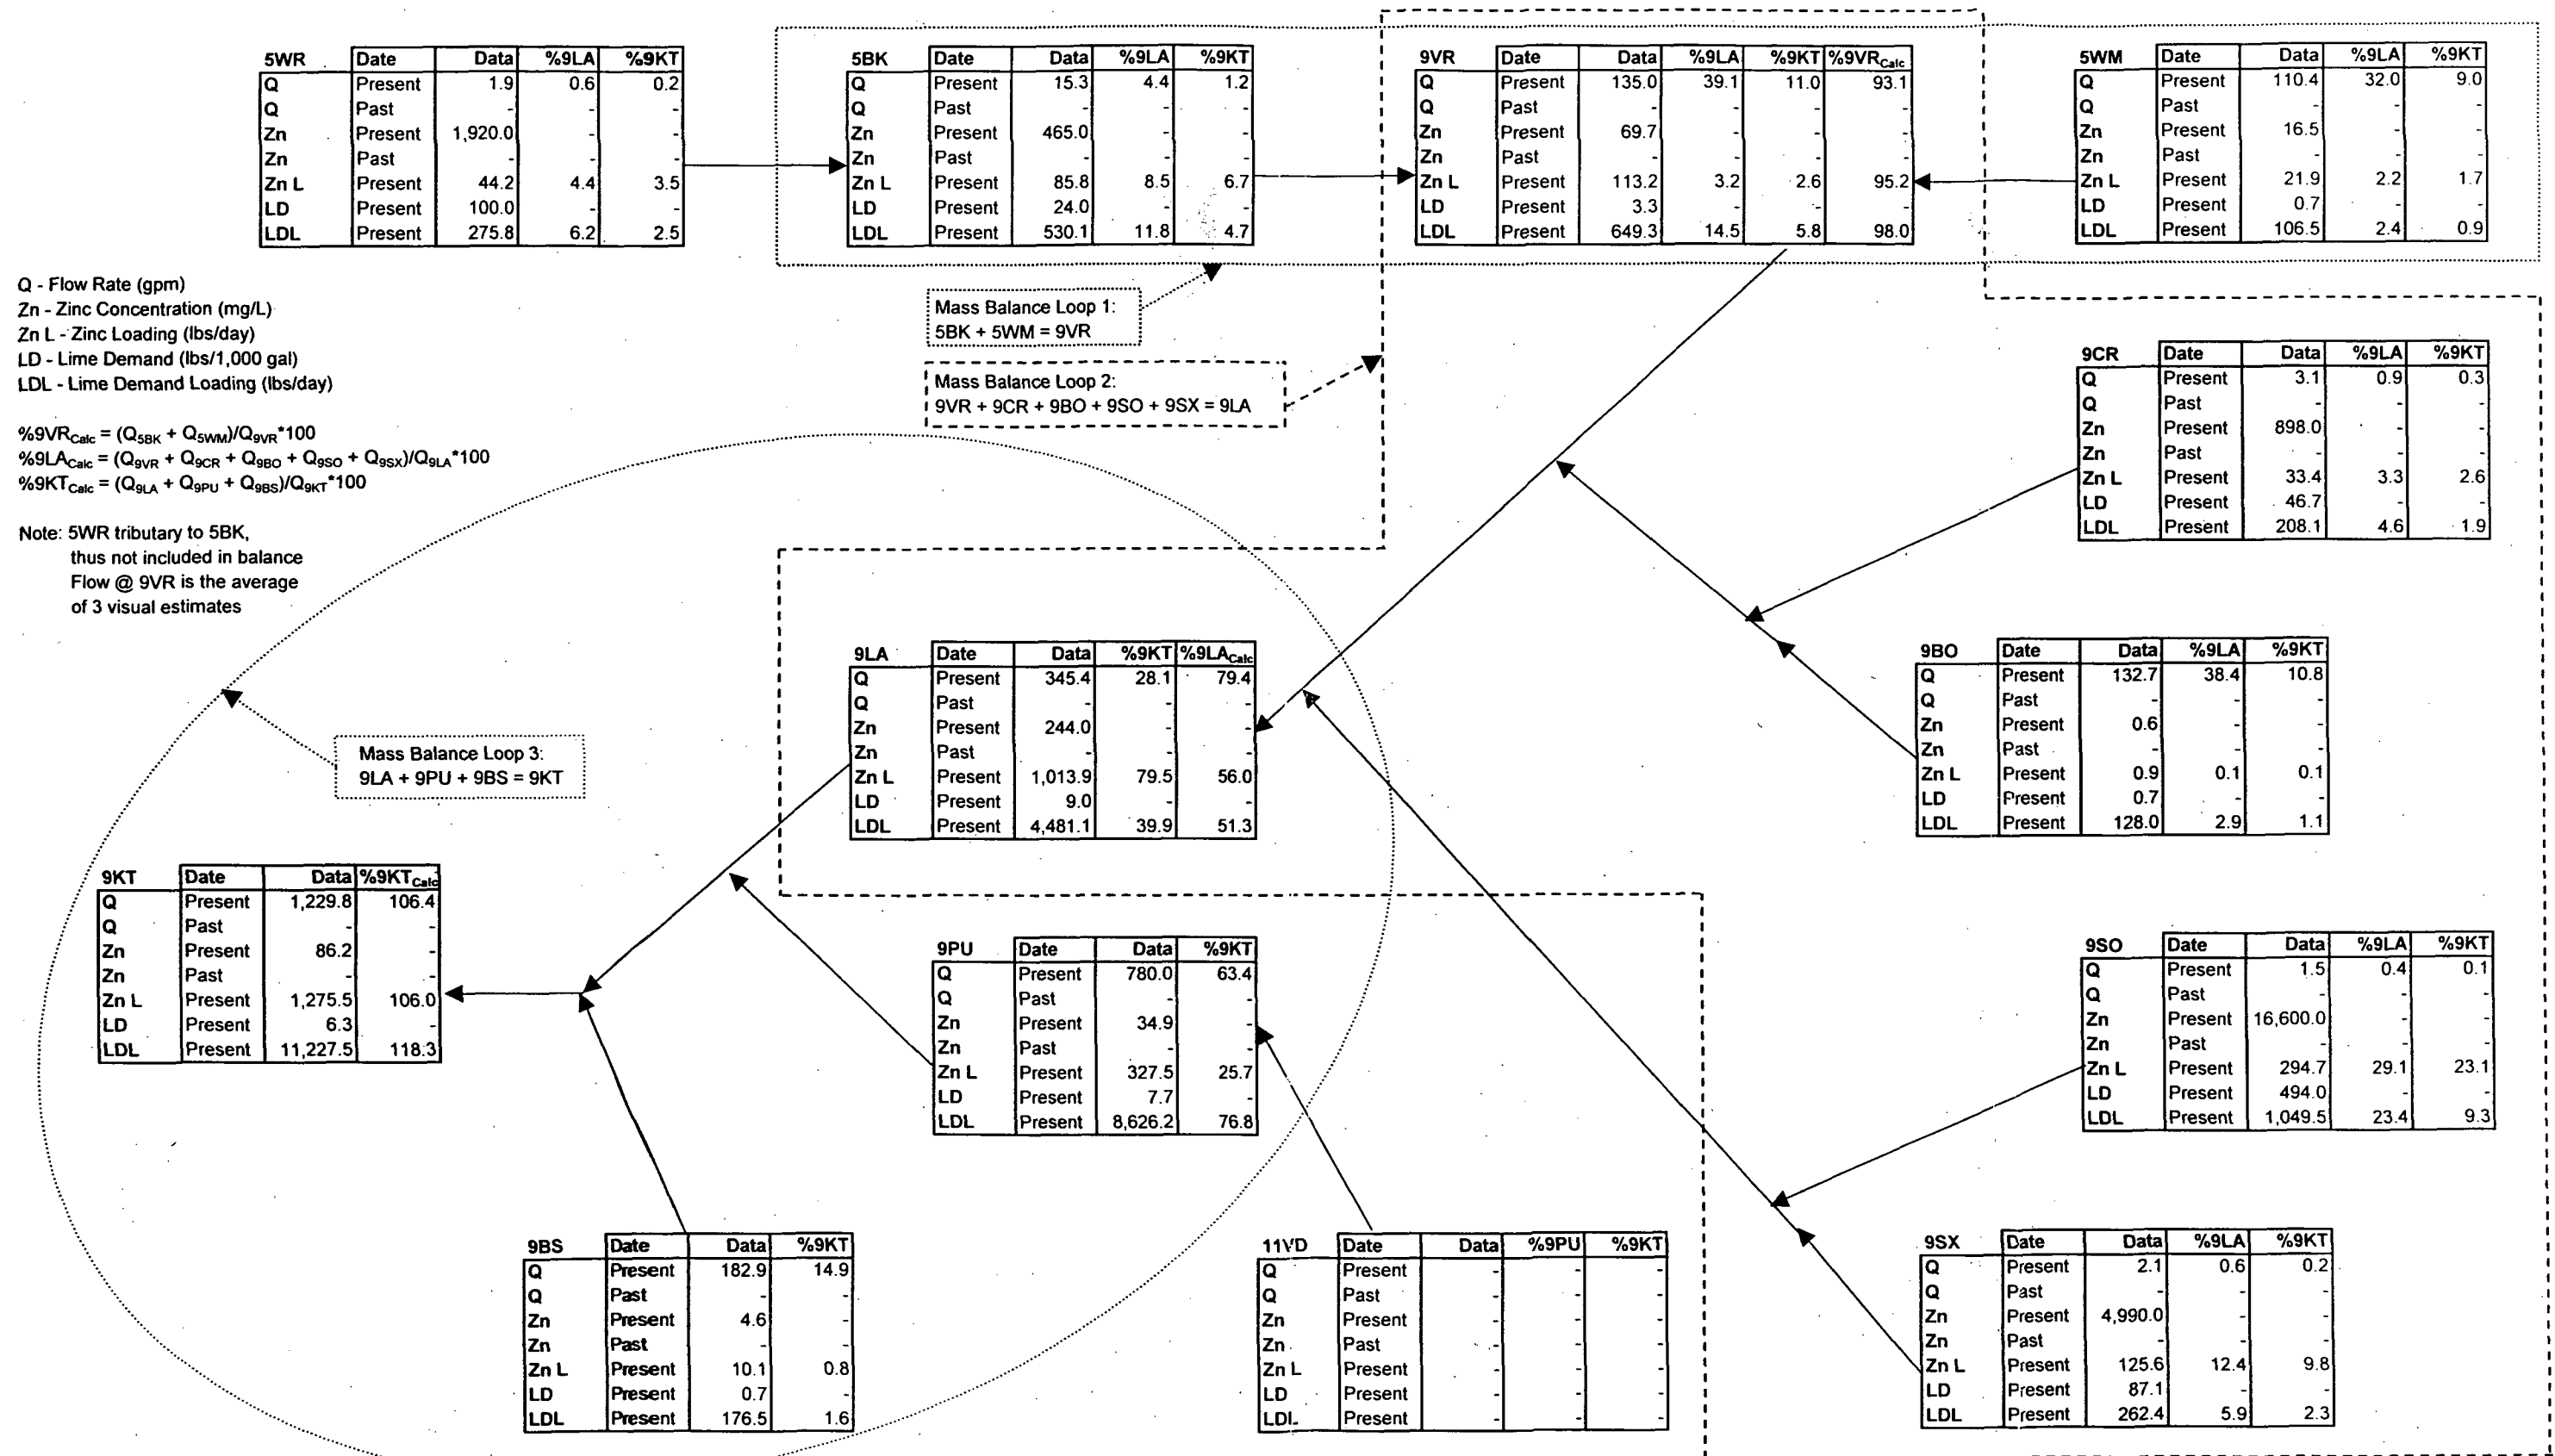 5WR Date Data %9LA %9KT
Q Present 1.9 0.6 0.2
Q Past - - -
Zn Present 1,920.0 - -
Zn Past - - -
Zn L Present 44.2 4.4 3.5
LD Present 100.0 - -
LDL Present 275.8 6.2 2.5
5BK Date Data %9LA %9KT
Q Present 15.3 4.4 1.2
Q Past - - -
Zn Present 465.0 - -
Zn Past - - -
Zn L Present 85.8 8.5 6.7
LD Present 24.0 - -
LDL Present 530.1 11.8 4.7
9VR Date Data %9LA %9KT %9VRCalc
Q Present 135.0 39.1 11.0 93.1
Q Past - - - -
Zn Present 69.7 - - -
Zn Past - - - -
Zn L Present 113.2 3.2 2.6 95.2
LD Present 3.3 - - -
LDL Present 649.3 14.5 5.8 98.0
5WM Date Data %9LA %9KT
Q Present 110.4 32.0 9.0
Q Past - - -
Zn Present 16.5 - -
Zn Past - - -
Zn L Present 21.9 2.2 1.7
LD Present 0.7 - -
LDL Present 106.5 2.4 0.9
Q - Flow Rate (gpm)
Zn - Zinc Concentration (mg/L)
Zn L - Zinc Loading (lbs/day)
LD - Lime Demand (lbs/1,000 gal)
LDL - Lime Demand Loading (lbs/day)
%9VRCalc = (Q5BK + Q5WM)/Q9VR*100
%9LACalc = (Q9VR + Q9CR + Q9BO + Q9SO + Q9SX)/Q9LA*100
%9KTCalc = (Q9LA + Q9PU + Q9BS)/Q9KT*100
Note: 5WR tributary to 5BK,
thus not included in balance
Flow @ 9VR is the average
of 3 visual estimates
Mass Balance Loop 1:
5BK + 5WM = 9VR
Mass Balance Loop 2:
9VR + 9CR + 9BO + 9SO + 9SX = 9LA
9CR Date Data %9LA %9KT
Q Present 3.1 0.9 0.3
Q Past - - -
Zn Present 898.0 - -
Zn Past - - -
Zn L Present 33.4 3.3 2.6
LD Present 46.7 - -
LDL Present 208.1 4.6 1.9
9LA Date Data %9KT %9LACalc
Q Present 345.4 28.1 79.4
Q Past - - -
Zn Present 244.0 - -
Zn Past - - -
Zn L Present 1,013.9 79.5 56.0
LD Present 9.0 - -
LDL Present 4,481.1 39.9 51.3
9BO Date Data %9LA %9KT
Q Present 132.7 38.4 10.8
Q Past - - -
Zn Present 0.6 - -
Zn Past - - -
Zn L Present 0.9 0.1 0.1
LD Present 0.7 - -
LDL Present 128.0 2.9 1.1
Mass Balance Loop 3:
9LA + 9PU + 9BS = 9KT
9KT Date Data %9KTCalc
Q Present 1,229.8 106.4
Q Past - -
Zn Present 86.2 -
Zn Past - -
Zn L Present 1,275.5 106.0
LD Present 6.3 -
LDL Present 11,227.5 118.3
9PU Date Data %9KT
Q Present 780.0 63.4
Q Past - -
Zn Present 34.9 -
Zn Past - -
Zn L Present 327.5 25.7
LD Present 7.7 -
LDL Present 8,626.2 76.8
9SO Date Data %9LA %9KT
Q Present 1.5 0.4 0.1
Q Past - - -
Zn Present 16,600.0 - -
Zn Past - - -
Zn L Present 294.7 29.1 23.1
LD Present 494.0 - -
LDL Present 1,049.5 23.4 9.3
9BS Date Data %9KT
Q Present 182.9 14.9
Q Past - -
Zn Present 4.6 -
Zn Past - -
Zn L Present 10.1 0.8
LD Present 0.7 -
LDL Present 176.5 1.6
11VD Date Data %9PU %9KT
Q Present - - -
Q Past - - -
Zn Present - - -
Zn Past - - -
Zn L Present - - -
LD Present - - -
LDL Present - - -
9SX Date Data %9LA %9KT
Q Present 2.1 0.6 0.2
Q Past - - -
Zn Present 4,990.0 - -
Zn Past - - -
Zn L Present 125.6 12.4 9.8
LD Present 87.1 - -
LDL Present 262.4 5.9 2.3